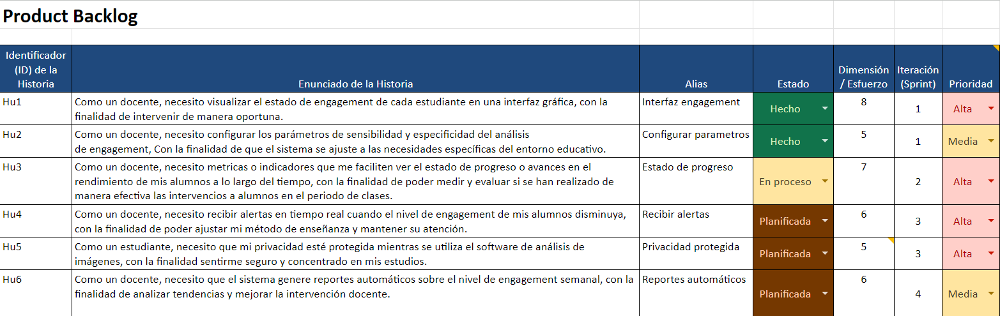 Product Backlog
Identificador
(ID) de la
Historia
Enunciado de la Historia
Alias
Estado
Dimensión
/ Esfuerzo
Iteración
(Sprint)
Prioridad
Hu1
Como un docente, necesito visualizar el estado de engagement de cada estudiante en una interfaz gráfica, con la
finalidad de intervenir de manera oportuna.
Interfaz engagement
Hecho
8
1
Alta
Hu2
Como un docente, necesito configurar los parámetros de sensibilidad y especificidad del análisis
de engagement, Con la finalidad de que el sistema se ajuste a las necesidades específicas del entorno educativo.
Configurar parametros
Hecho
5
1
Media
Hu3
Como un docente, necesito metricas o indicadores que me faciliten ver el estado de progreso o avances en el
rendimiento de mis alumnos a lo largo del tiempo, con la finalidad de poder medir y evaluar si se han realizado de
manera efectiva las intervencios a alumnos en el periodo de clases.
Estado de progreso
En proceso
7
2
Alta
Hu4
Como un docente, necesito recibir alertas en tiempo real cuando el nivel de engagement de mis alumnos disminuya,
con la finalidad de poder ajustar mi método de enseñanza y mantener su atención.
Recibir alertas
Planificada
6
3
Alta
Hu5
Como un estudiante, necesito que mi privacidad esté protegida mientras se utiliza el software de análisis de
imágenes, con la finalidad sentirme seguro y concentrado en mis estudios.
Privacidad protegida
Planificada
5
3
Alta
Hu6
Como un docente, necesito que el sistema genere reportes automáticos sobre el nivel de engagement semanal, con la
finalidad de analizar tendencias y mejorar la intervención docente.
Reportes automáticos
Planificada
6
4
Media